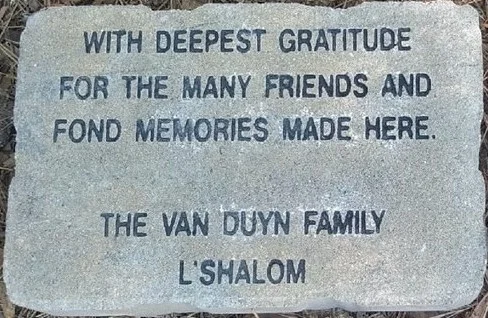 WITH DEEPEST GRATITUDE
FOR THE MANY FRIENDS AND
FOND MEMORIES MADE HERE.
THE VAN DUYN FAMILY
L'SHALOM